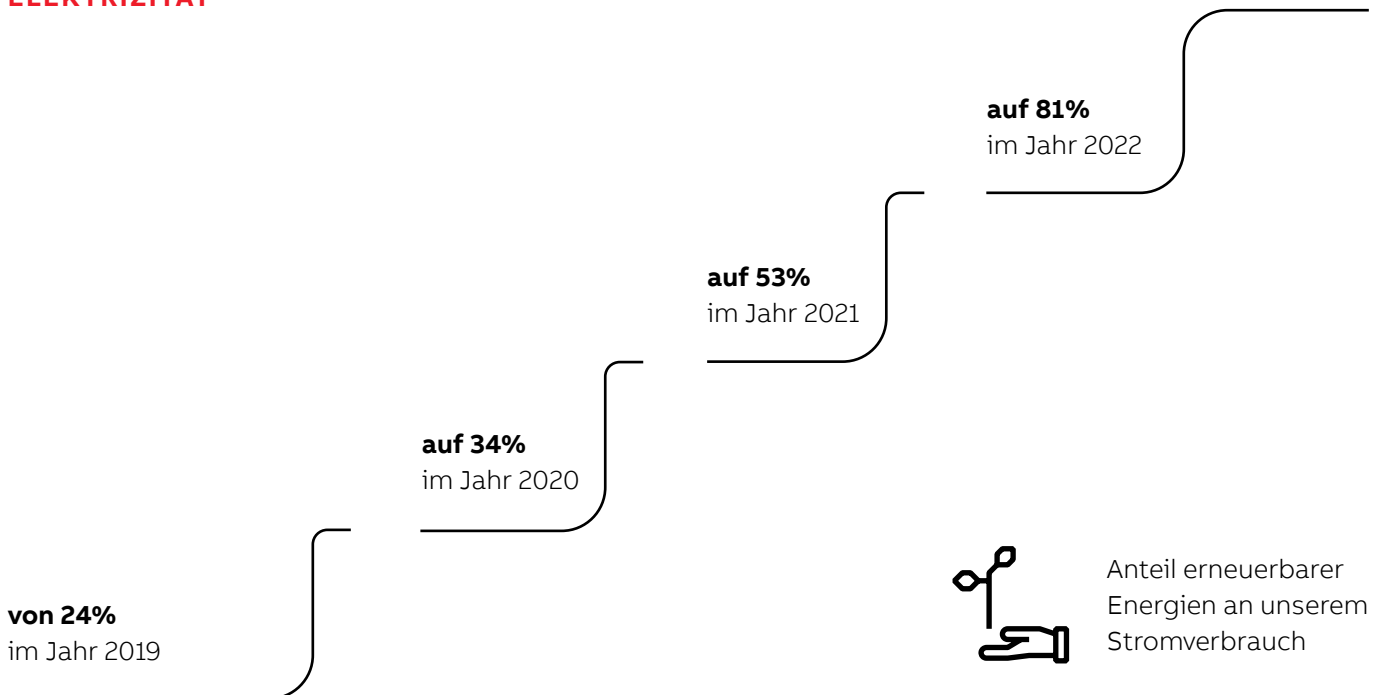 ELEKTRIZITÄT
auf 81%
im Jahr 2022
auf 53%
im Jahr 2021
auf 34%
im Jahr 2020
von 24%
im Jahr 2019
Anteil erneuerbarer
Energien an unserem
Stromverbrauch